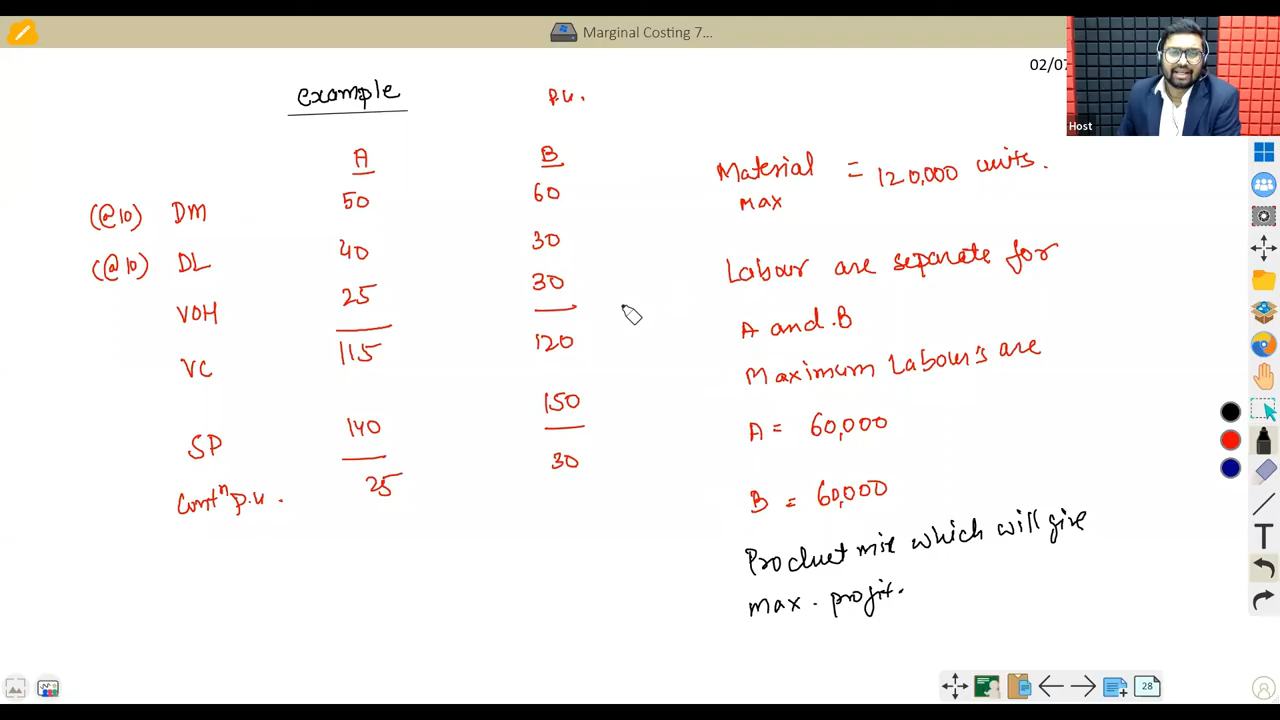 Marginal Costing 7...
02/07
Host
example
P.U.
A B
(@10) DM 50 60
(@10) DL 40 30
VOH 25 30
VC 115 120
SP 140 150
Contⁿ p.u. 25 30
Material = 120,000 units.
Max
Labour are separate for
A and B
Maximum Labour's are
A = 60,000
B = 60,000
Product mix which will give
max. profit.
T
28